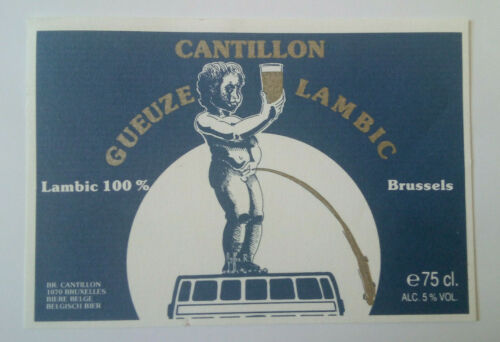 CANTILLON
GUEUZE LAMBIC
Lambic 100 %
Brussels
BR. CANTILLON
1070 BRUXELLES
BIERE BELGE
BELGISCH BIER
℮75 cl.
ALC. 5 % VOL.